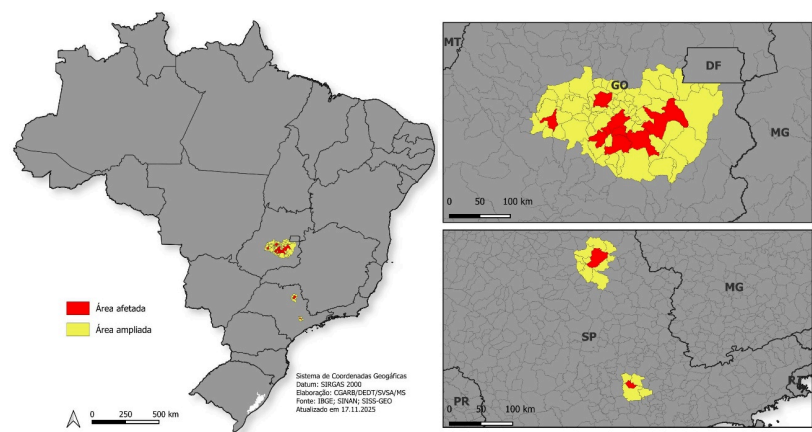 Área afetada
Área ampliada
Sistema de Coordenadas Geográficas
Datum: SIRGAS 2000
Elaboração: CGARB/DEDT/SVSA/MS
Fonte: IBGE; SINAN; SISS-GEO
Atualizado em 17.11.2025
0 250 500 km
MT
GO
DF
MG
0 50 100 km
MG
SP
PR
RJ
0 50 100 km